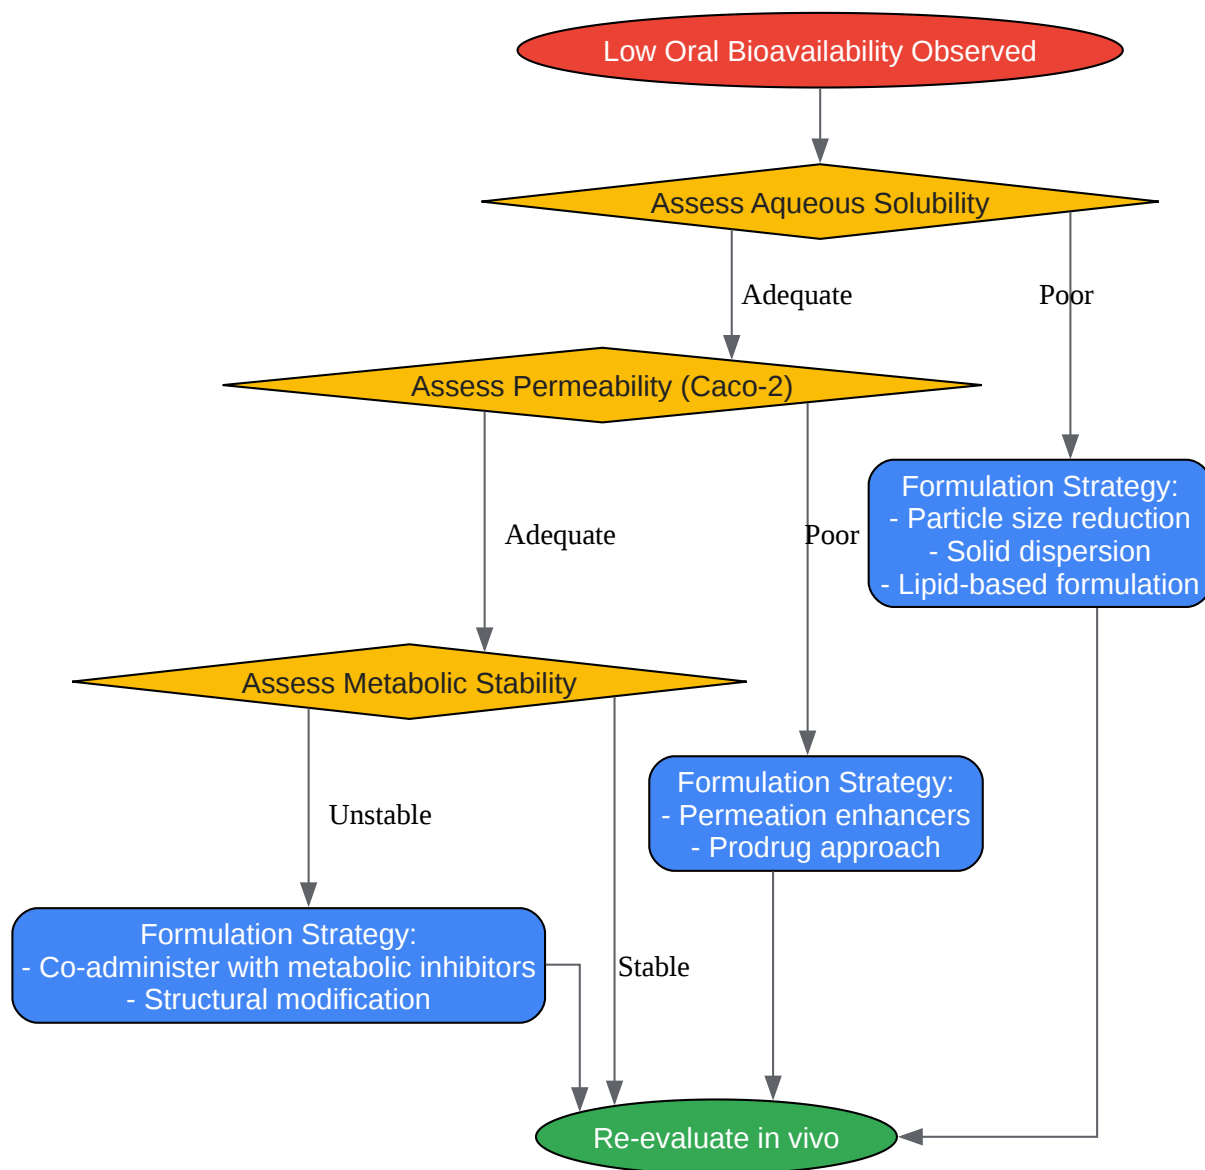 Low Oral Bioavailability Observed
Assess Aqueous Solubility
Adequate
Poor
Assess Permeability (Caco-2)
Formulation Strategy:
- Particle size reduction
- Solid dispersion
- Lipid-based formulation
Adequate
Poor
Assess Metabolic Stability
Formulation Strategy:
- Permeation enhancers
- Prodrug approach
Unstable
Formulation Strategy:
- Co-administer with metabolic inhibitors
- Structural modification
Stable
Re-evaluate in vivo